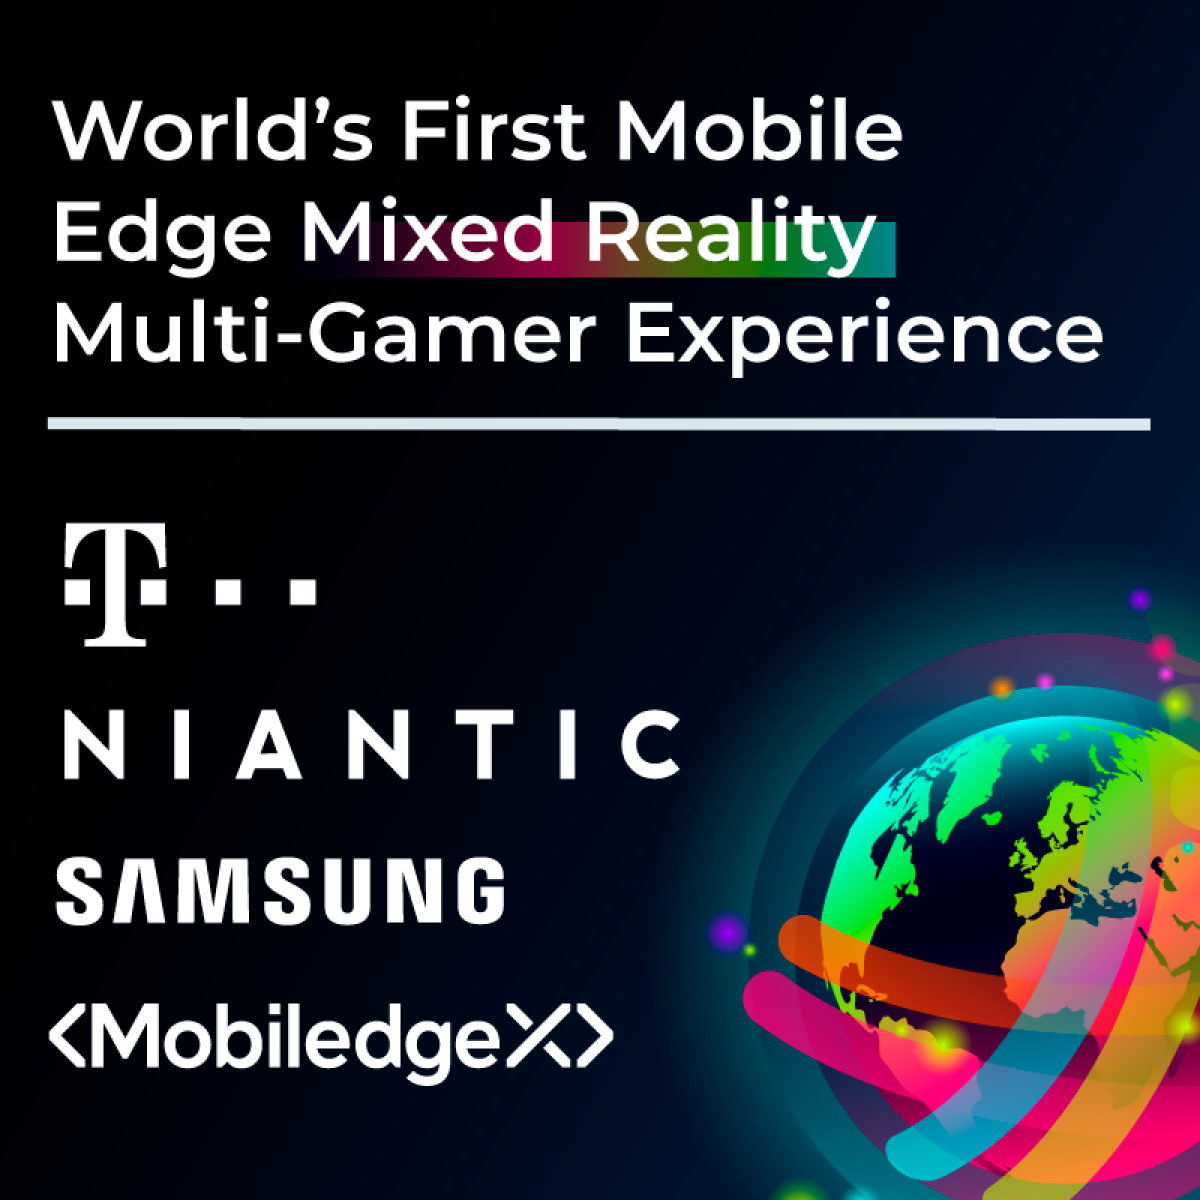 World’s First Mobile
Edge Mixed Reality
Multi-Gamer Experience
T
NIANTIC
SAMSUNG
<MobiledgeX>